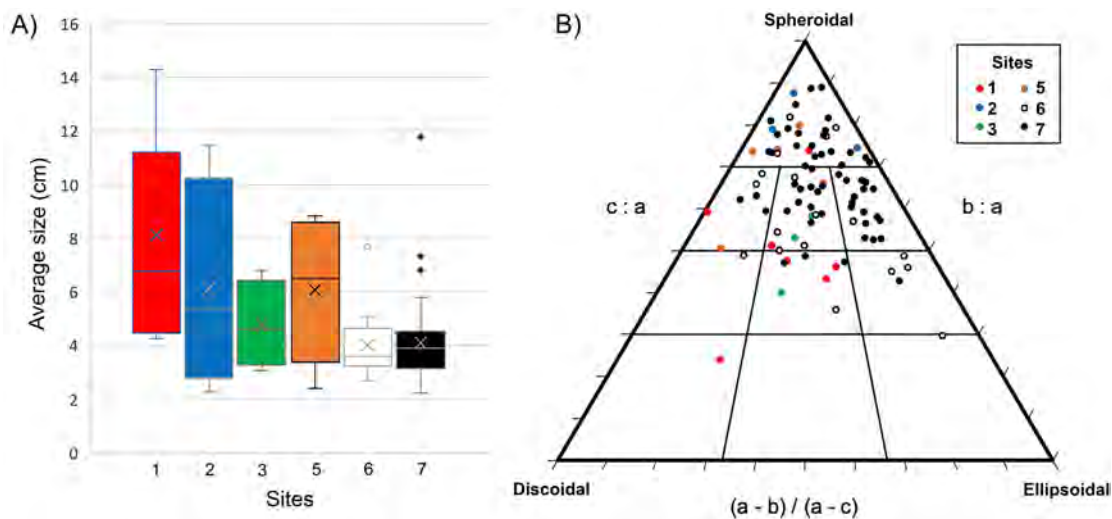 A)
16
14
12
10
8
6
4
2
0
Average size (cm)
1 2 3 5 6 7
Sites
B)
Spheroidal
Sites
1 5
2 6
3 7
c : a
b : a
Discoidal
Ellipsoidal
(a - b) / (a - c)